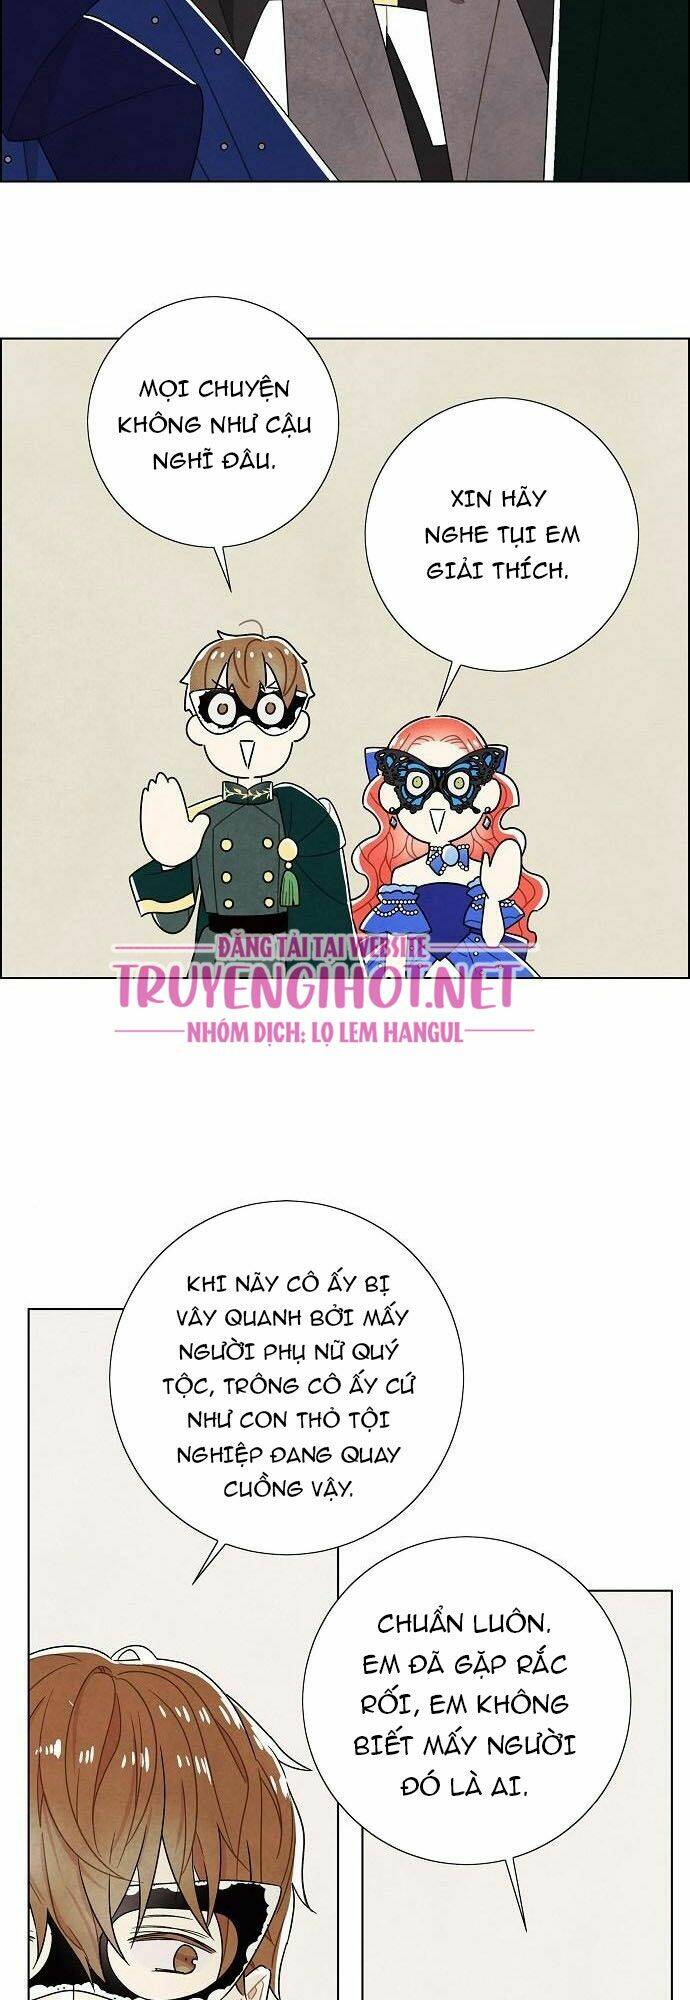 MỌI CHUYỆN
KHÔNG NHƯ CẬU
NGHĨ ĐÂU.
XIN HÃY
NGHE TỤI EM
GIẢI THÍCH.
ĐĂNG TẢI TẠI WEBSITE
TRUYENGIHOT.NET
NHÓM DỊCH: LỌ LEM HANGUL
KHI NÃY CÔ ẤY BỊ
VÂY QUANH BỞI MẤY
NGƯỜI PHỤ NỮ QUÝ
TỘC, TRÔNG CÔ ẤY CỨ
NHƯ CON THỎ TỘI
NGHIỆP ĐANG QUAY
CUỒNG VẬY.
CHUẨN LUÔN.
EM ĐÃ GẶP RẮC
RỐI, EM KHÔNG
BIẾT MẤY NGƯỜI
ĐÓ LÀ AI.